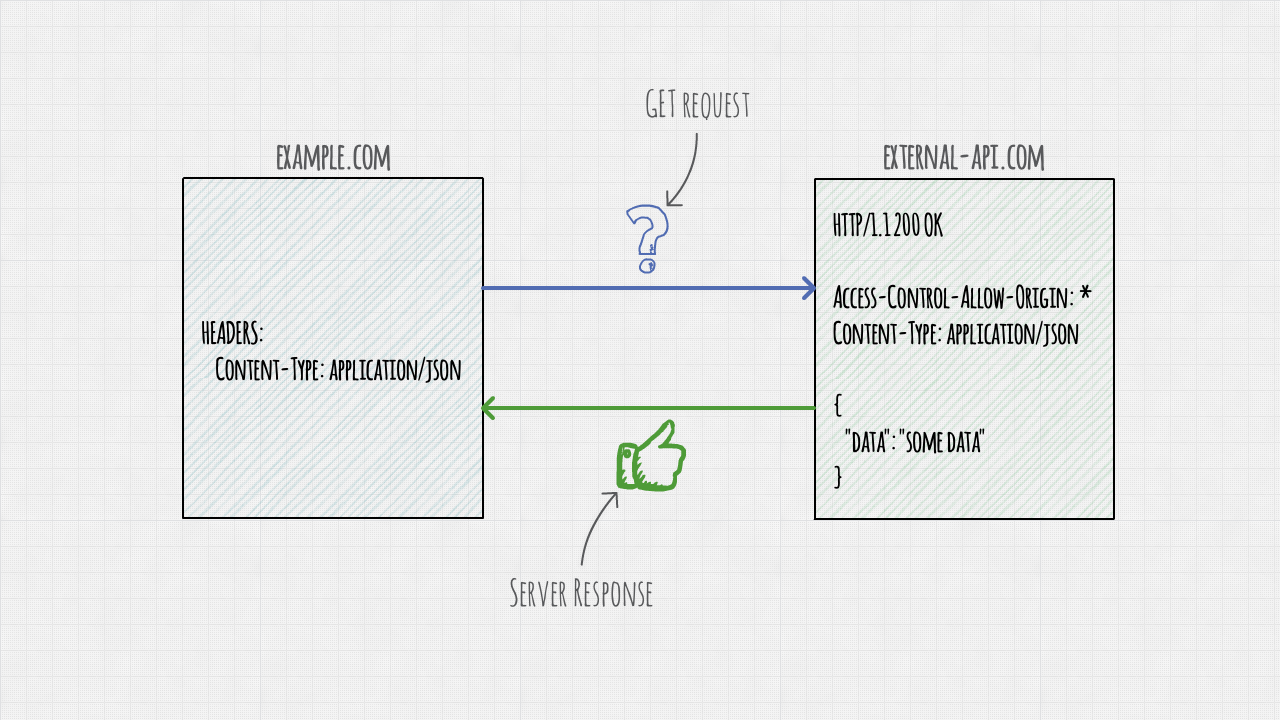 GET request
example.com
external-api.com
HTTP/1.1 200 OK
Access-Control-Allow-Origin: *
Headers:
Content-Type: application/json
Content-Type: application/json
{
"data": "some data"
}
Server Response